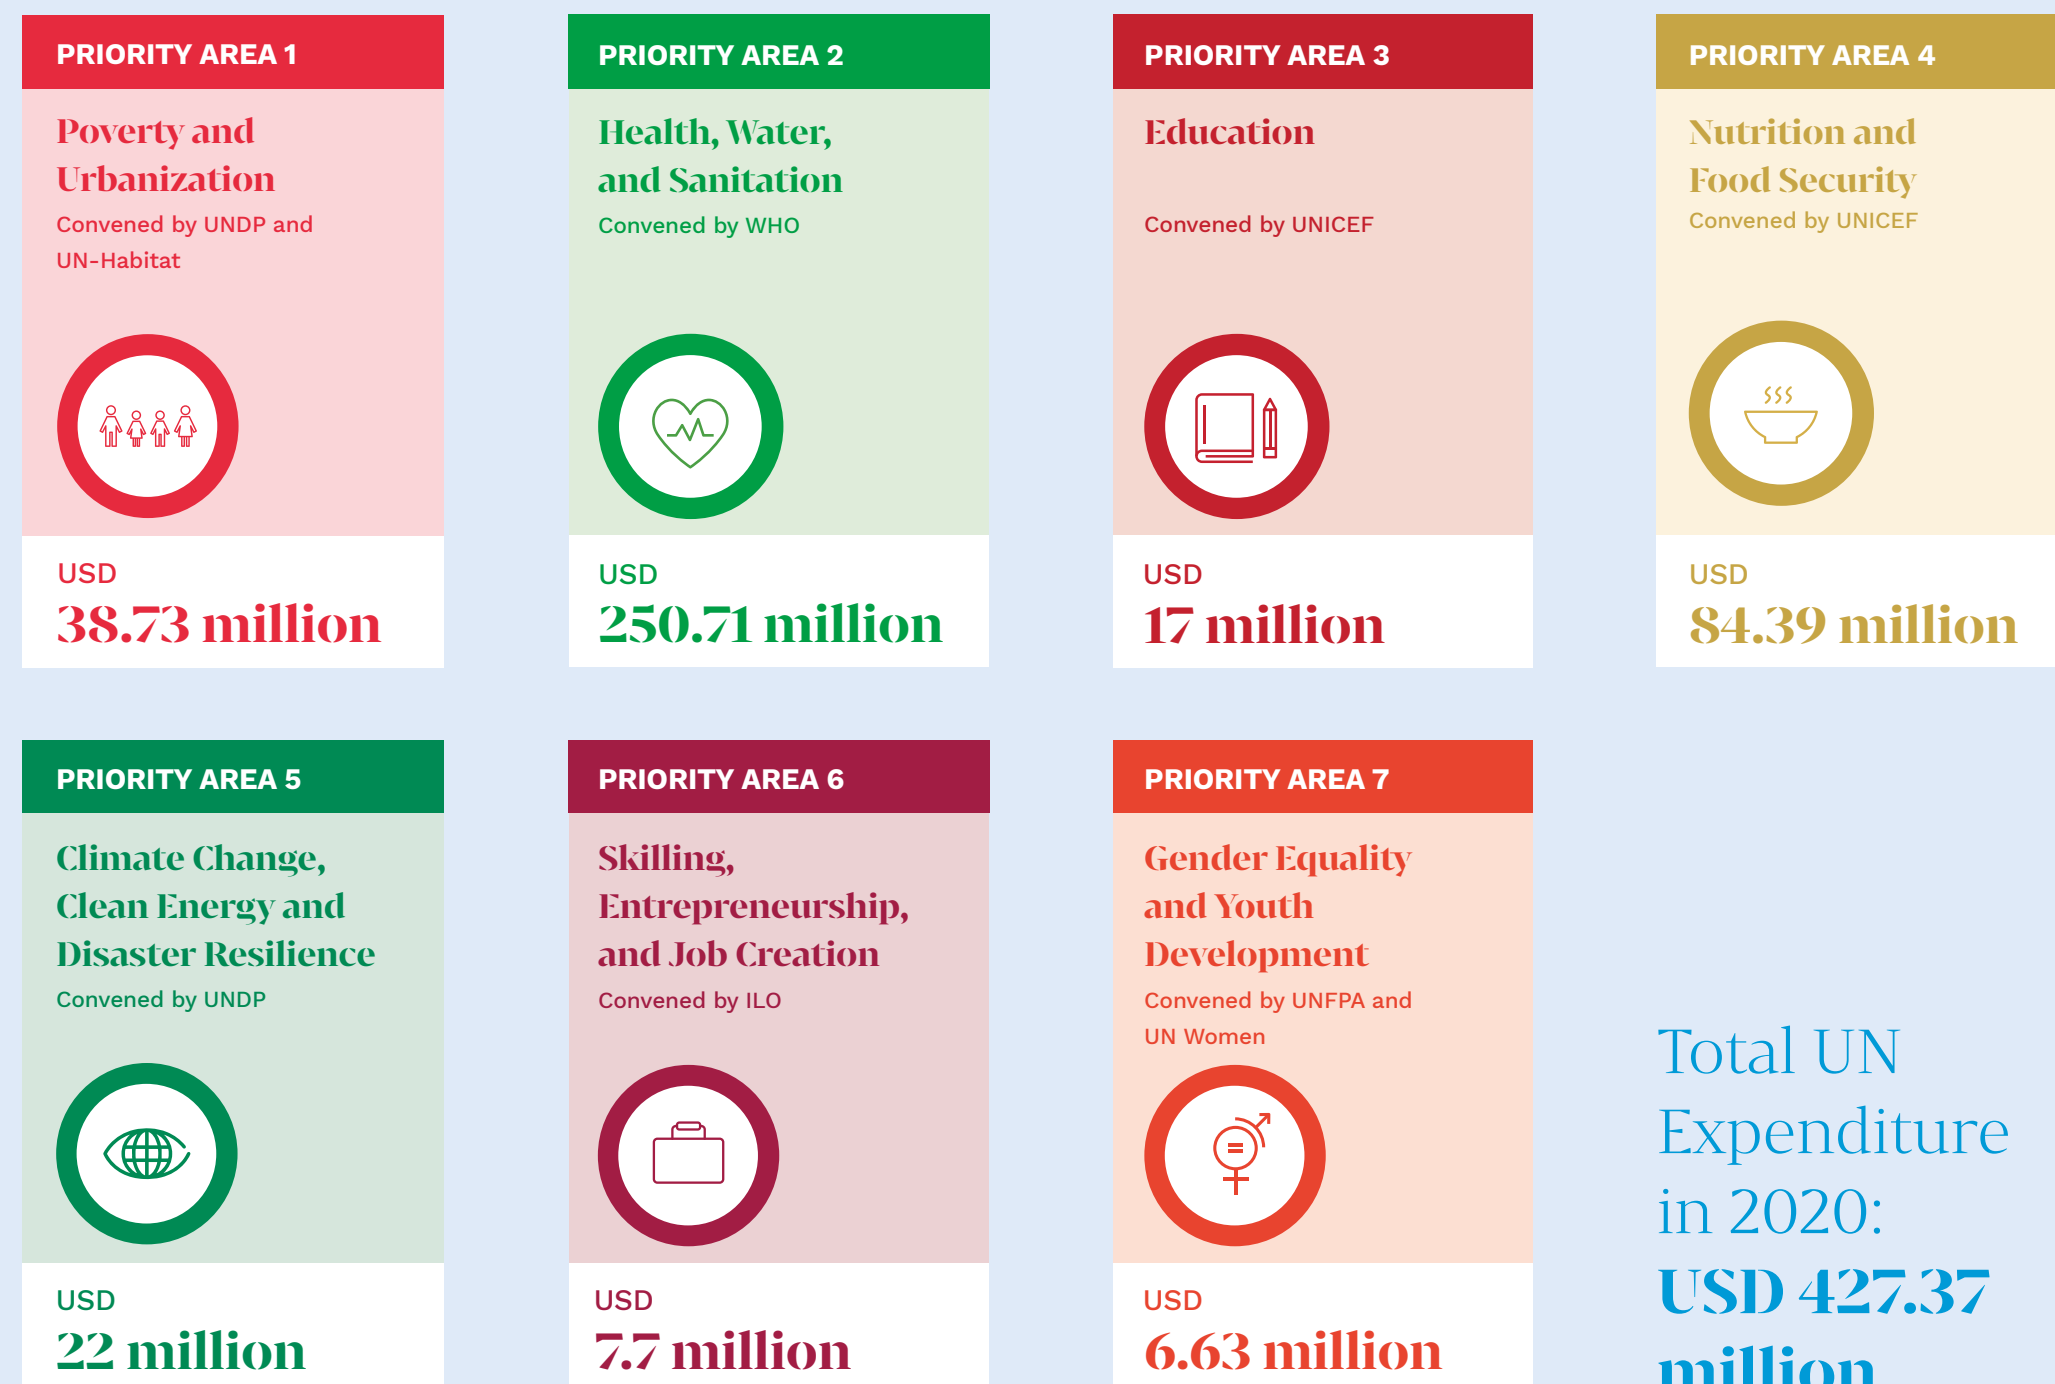 PRIORITY AREA 1
Poverty and
Urbanization
Convened by UNDP and
UN-Habitat
USD
38.73 million
PRIORITY AREA 2
Health, Water,
and Sanitation
Convened by WHO
USD
250.71 million
PRIORITY AREA 3
Education
Convened by UNICEF
USD
17 million
PRIORITY AREA 4
Nutrition and
Food Security
Convened by UNICEF
USD
84.39 million
PRIORITY AREA 5
Climate Change,
Clean Energy and
Disaster Resilience
Convened by UNDP
USD
22 million
PRIORITY AREA 6
Skilling,
Entrepreneurship,
and Job Creation
Convened by ILO
USD
7.7 million
PRIORITY AREA 7
Gender Equality
and Youth
Development
Convened by UNFPA and
UN Women
USD
6.63 million
Total UN
Expenditure
in 2020:
USD 427.37
million